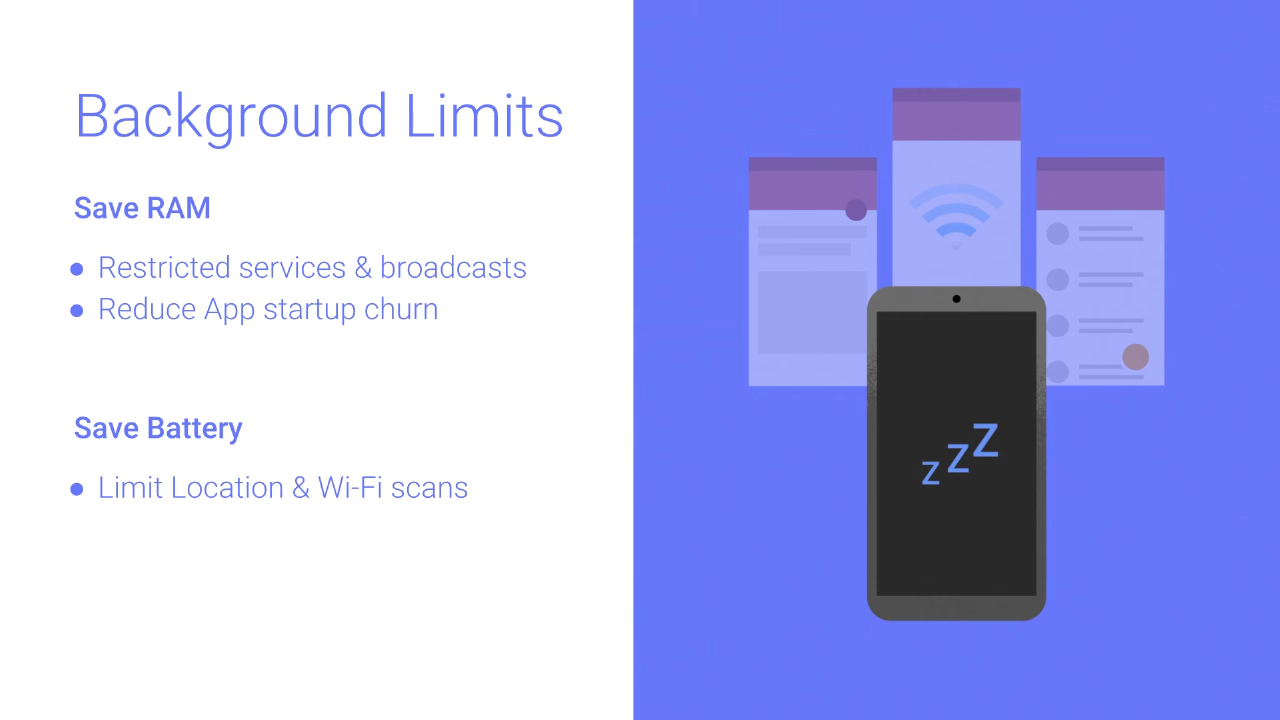 Background Limits
Save RAM
● Restricted services & broadcasts
● Reduce App startup churn
Save Battery
● Limit Location & Wi-Fi scans
z z z